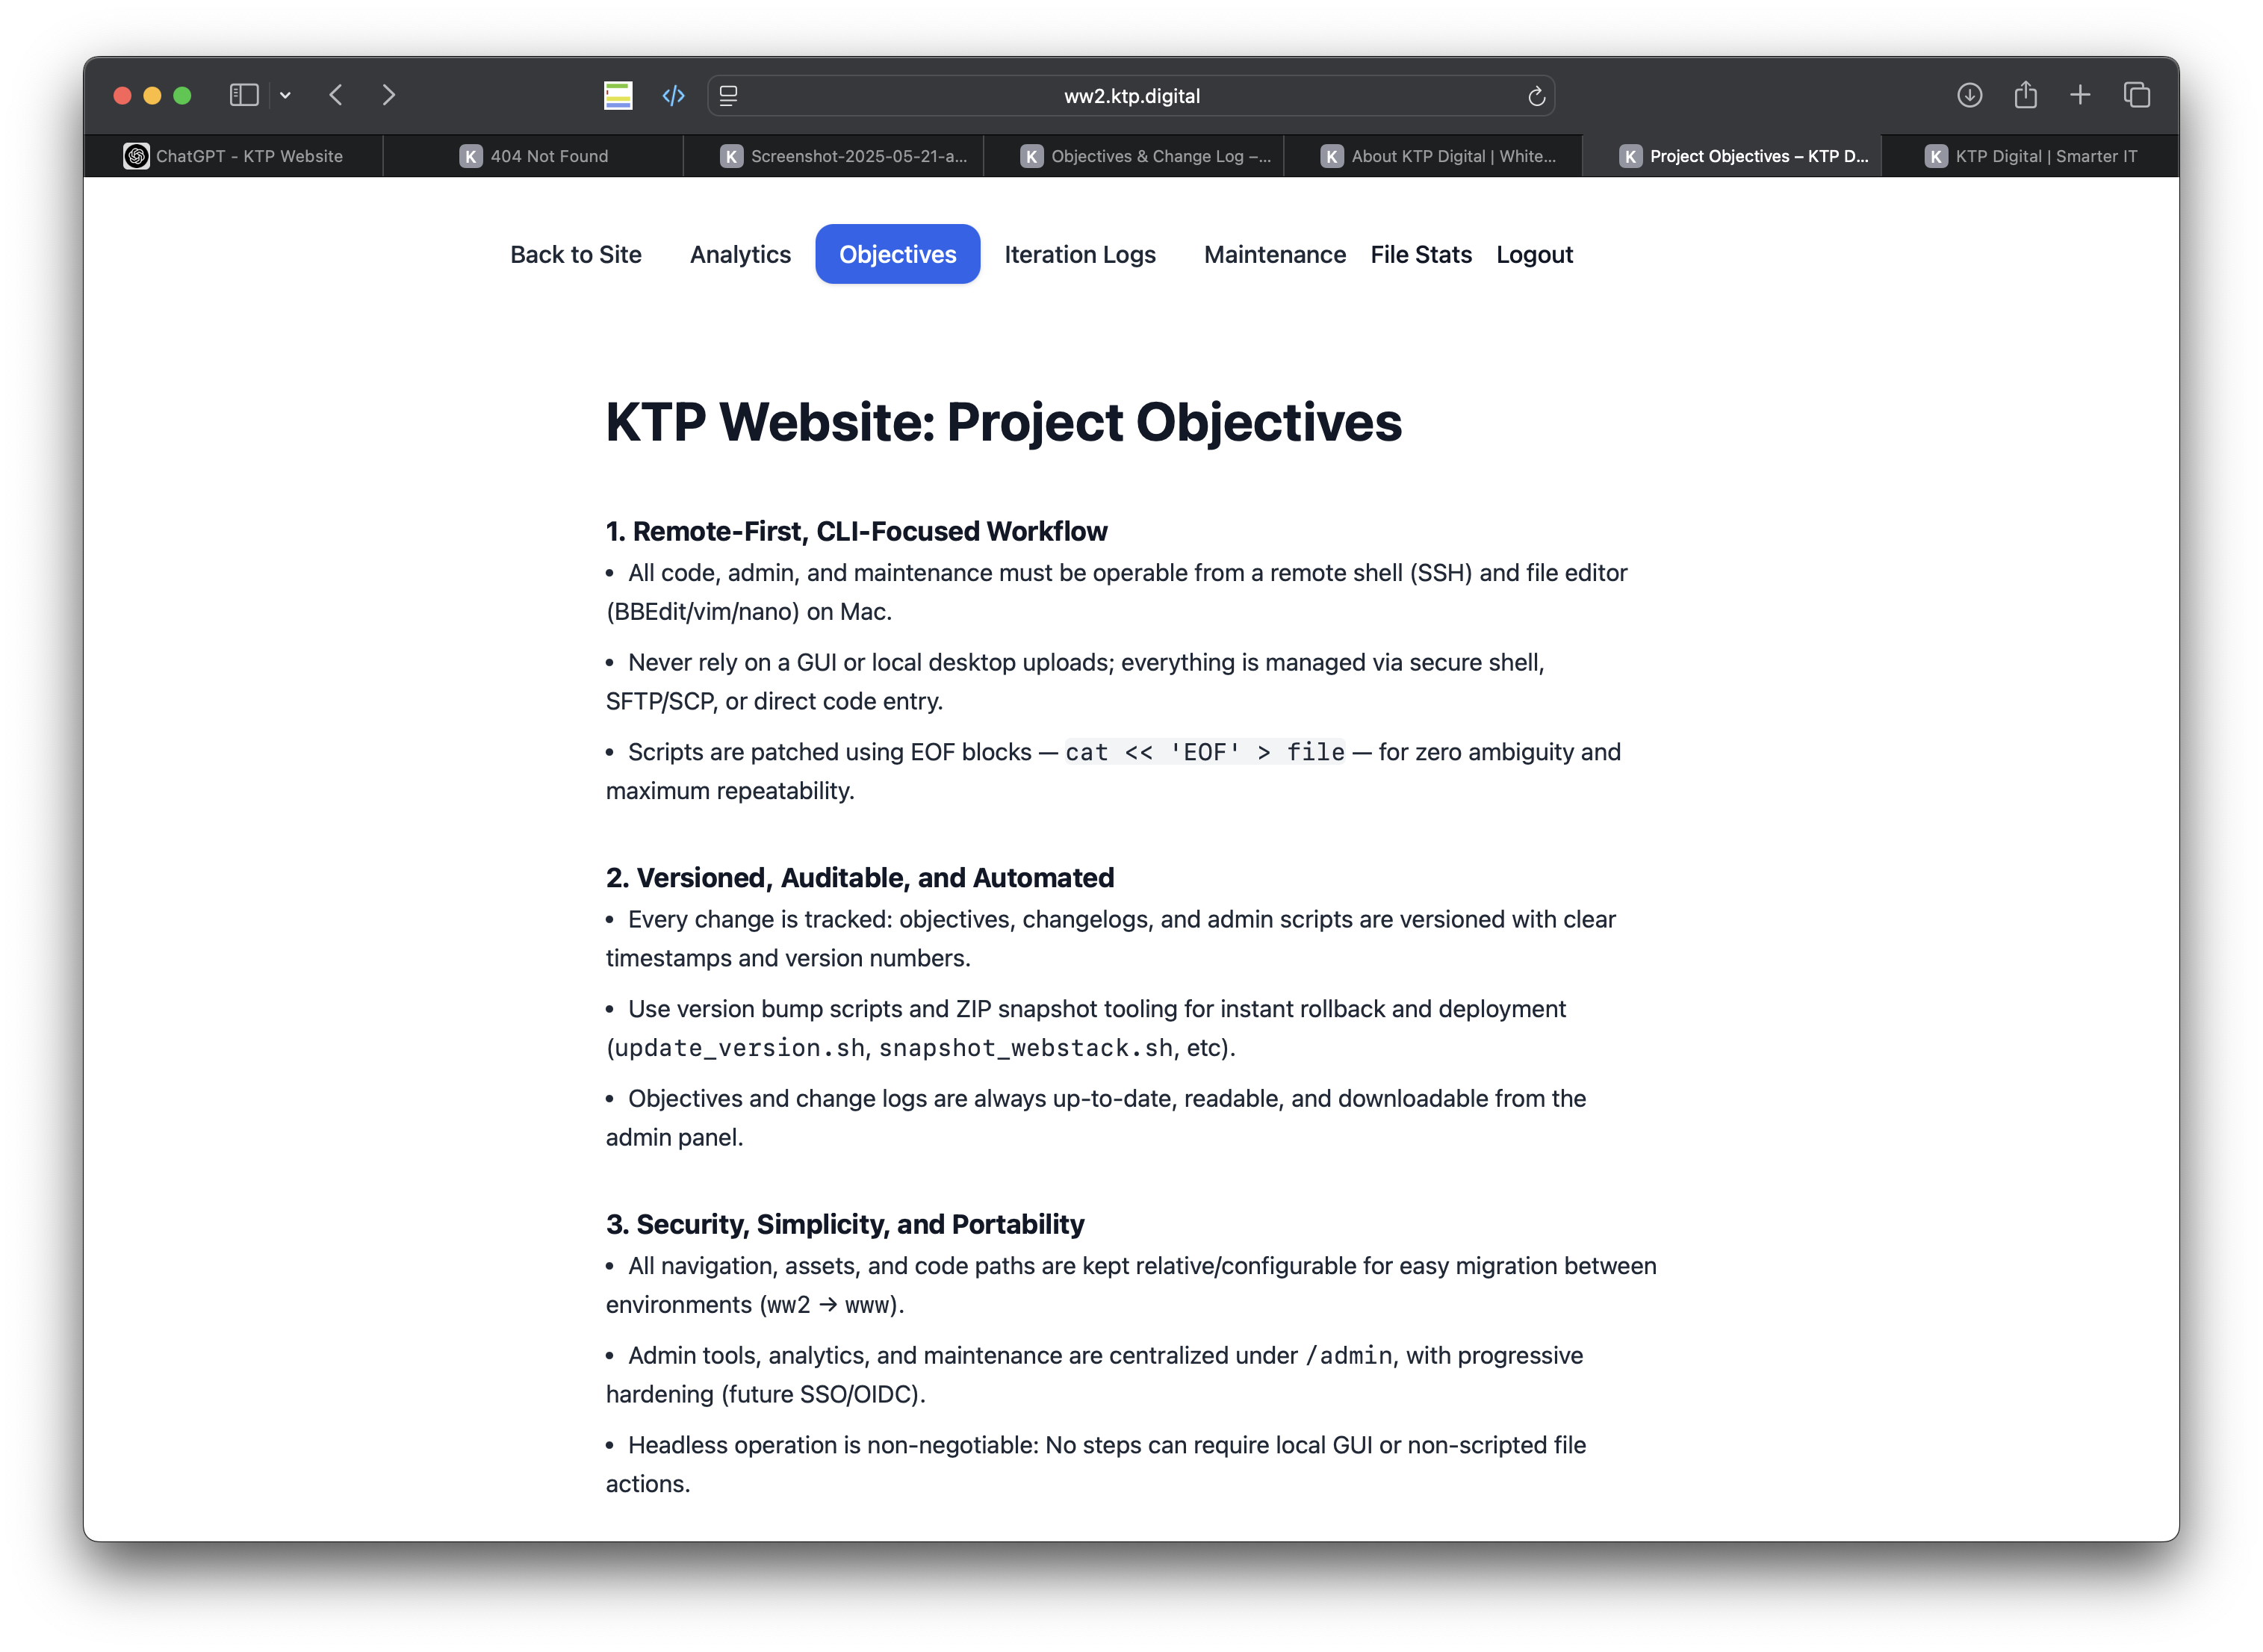 ww2.ktp.digital
ChatGPT - KTP Website
K 404 Not Found
K Screenshot-2025-05-21-a...
K Objectives & Change Log –...
K About KTP Digital | White...
K Project Objectives – KTP D...
K KTP Digital | Smarter IT
Back to Site Analytics Objectives Iteration Logs Maintenance File Stats Logout
KTP Website: Project Objectives
1. Remote-First, CLI-Focused Workflow
• All code, admin, and maintenance must be operable from a remote shell (SSH) and file editor
(BBEdit/vim/nano) on Mac.
• Never rely on a GUI or local desktop uploads; everything is managed via secure shell,
SFTP/SCP, or direct code entry.
• Scripts are patched using EOF blocks — cat << 'EOF' > file — for zero ambiguity and
maximum repeatability.
2. Versioned, Auditable, and Automated
• Every change is tracked: objectives, changelogs, and admin scripts are versioned with clear
timestamps and version numbers.
• Use version bump scripts and ZIP snapshot tooling for instant rollback and deployment
(update_version.sh, snapshot_webstack.sh, etc).
• Objectives and change logs are always up-to-date, readable, and downloadable from the
admin panel.
3. Security, Simplicity, and Portability
• All navigation, assets, and code paths are kept relative/configurable for easy migration between
environments (ww2 → www).
• Admin tools, analytics, and maintenance are centralized under /admin, with progressive
hardening (future SSO/OIDC).
• Headless operation is non-negotiable: No steps can require local GUI or non-scripted file
actions.